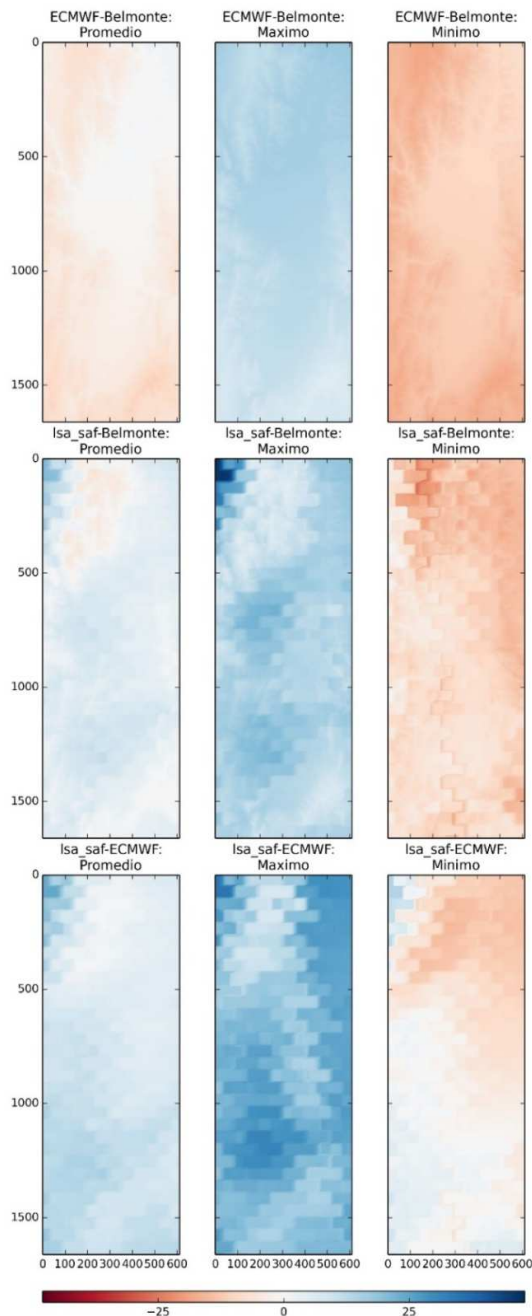 ECMWF-Belmonte: ECMWF-Belmonte: ECMWF-Belmonte:
Promedio Maximo Minimo
0
500
1000
1500
lsa_saf-Belmonte: lsa_saf-Belmonte: lsa_saf-Belmonte:
Promedio Maximo Minimo
0
500
1000
1500
lsa_saf-ECMWF: lsa_saf-ECMWF: lsa_saf-ECMWF:
Promedio Maximo Minimo
0
500
1000
1500
0 100 200 300 400 500 600 0 100 200 300 400 500 600 0 100 200 300 400 500 600
−25 0 25